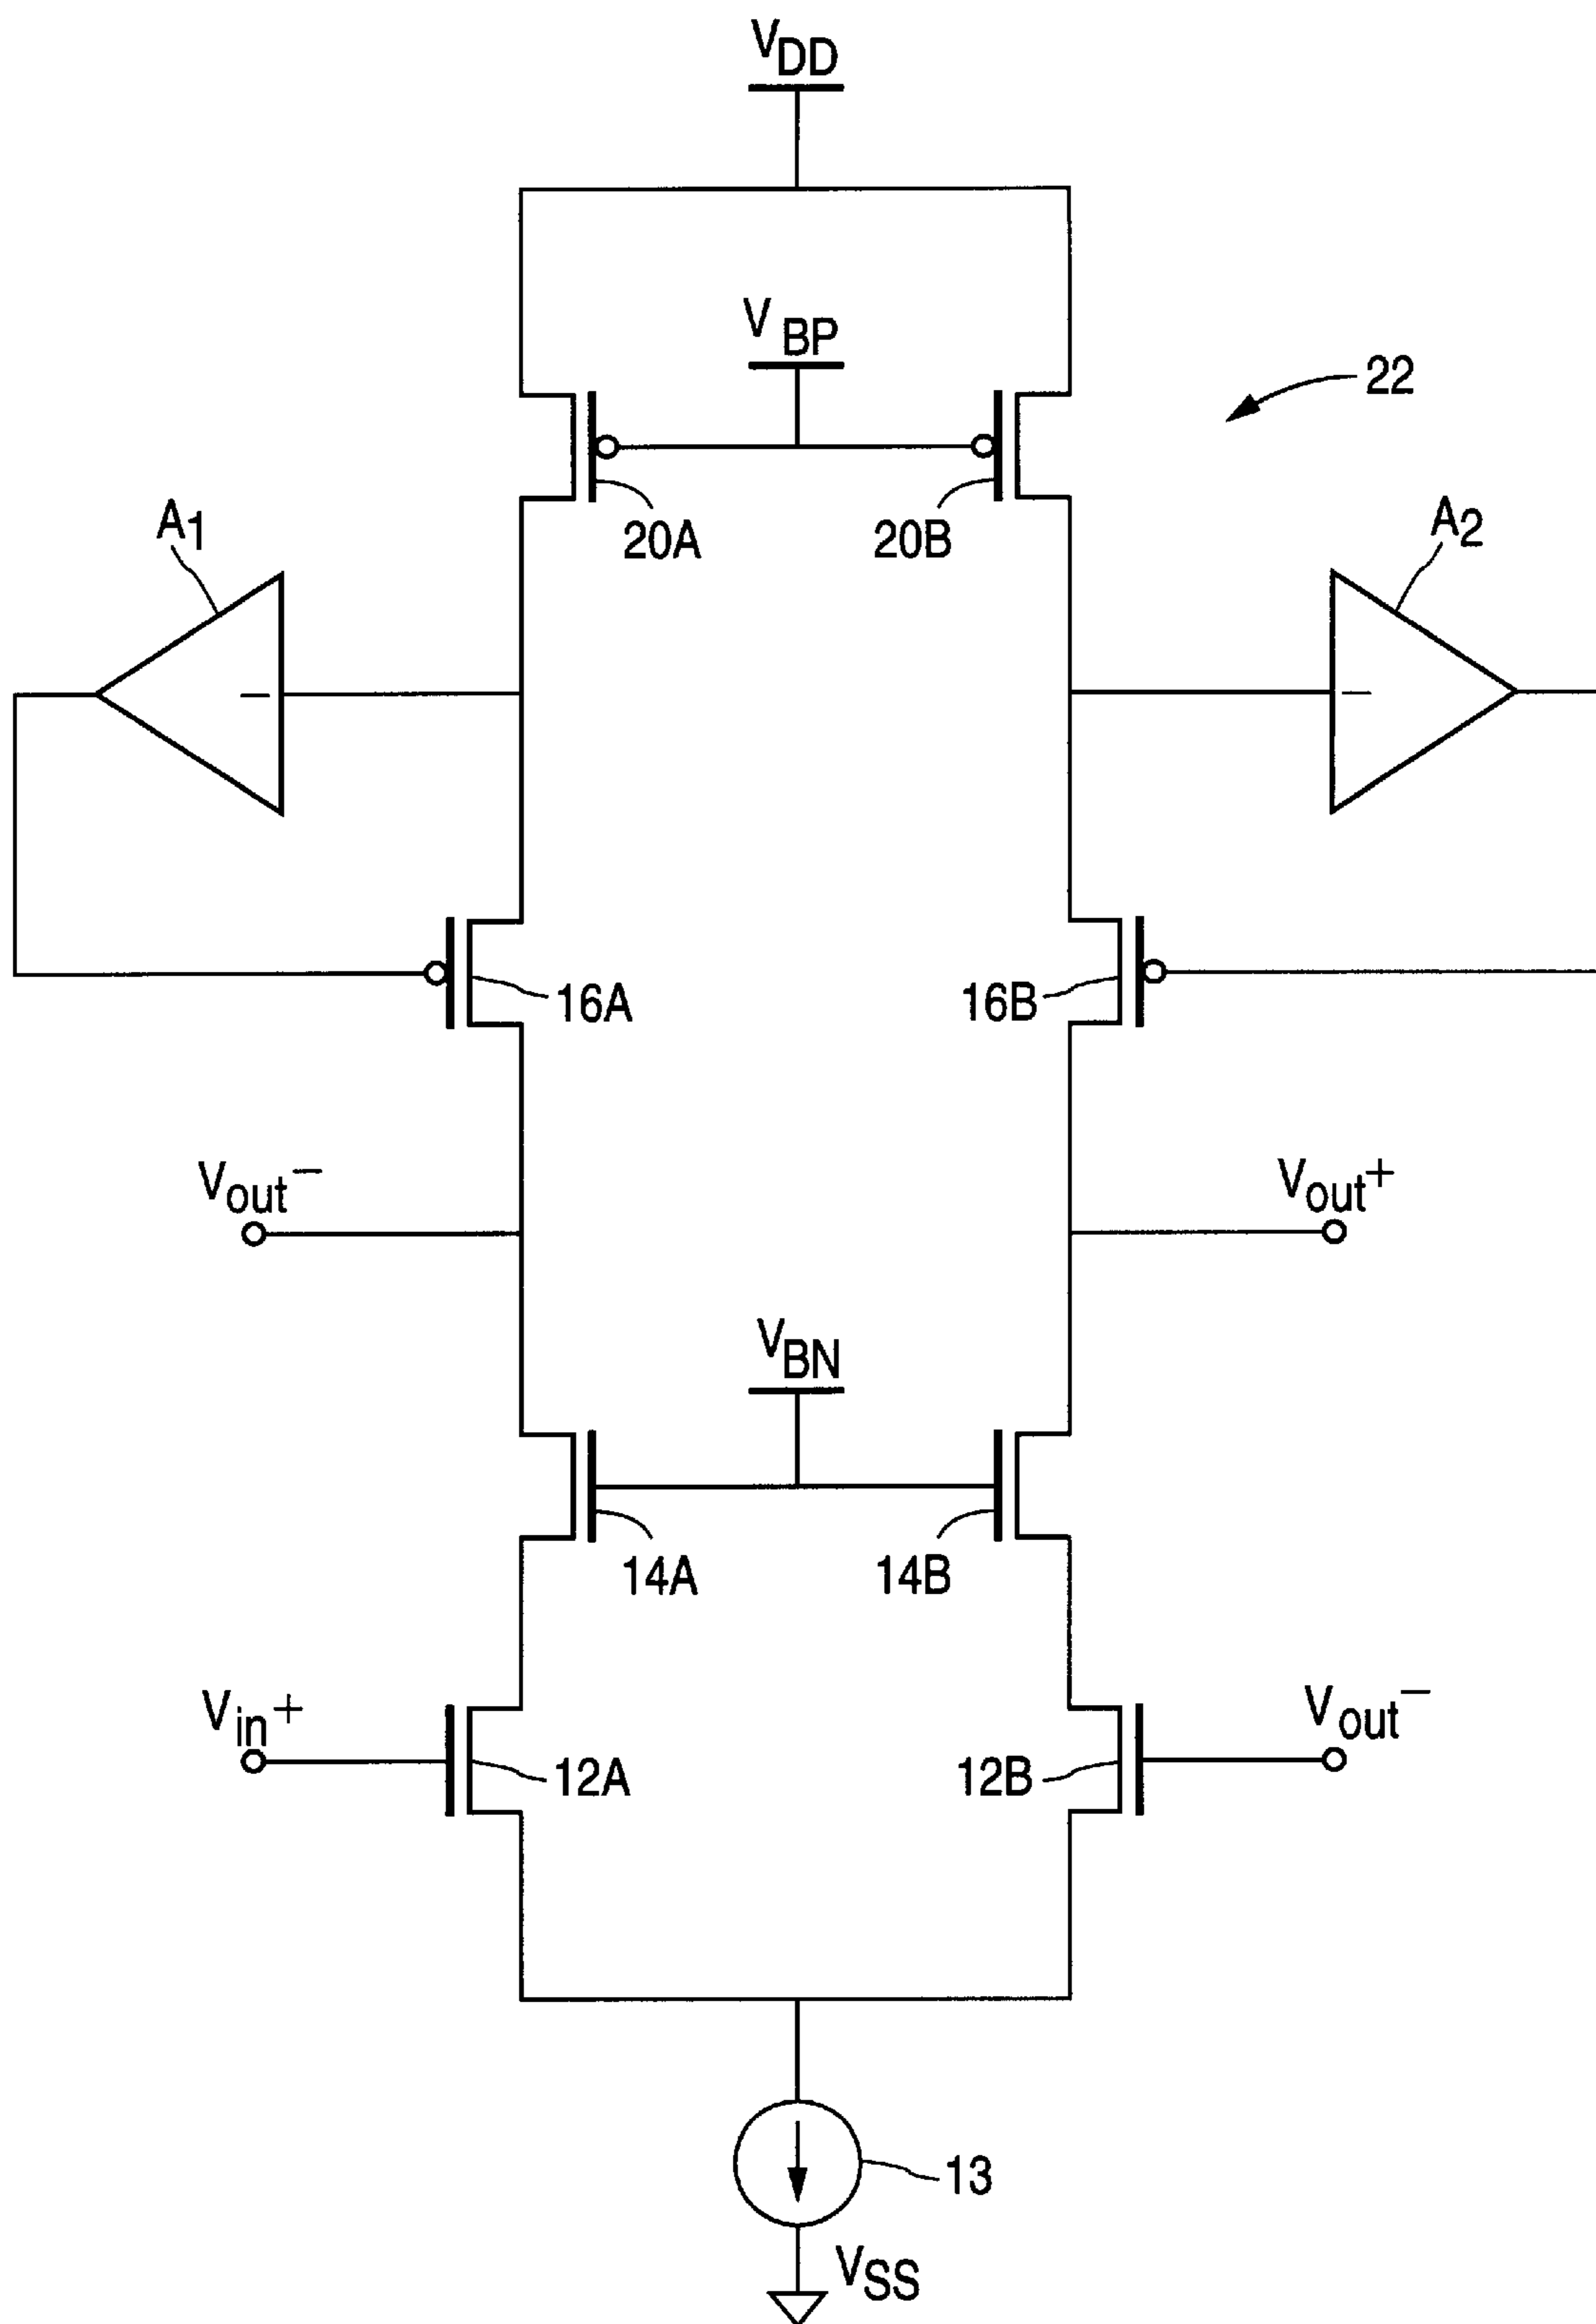 VDD
VBP
22
20A
20B
A1
A2
−
−
16A
16B
Vout−
Vout+
VBN
14A
14B
Vin+
Vout−
12A
12B
13
VSS